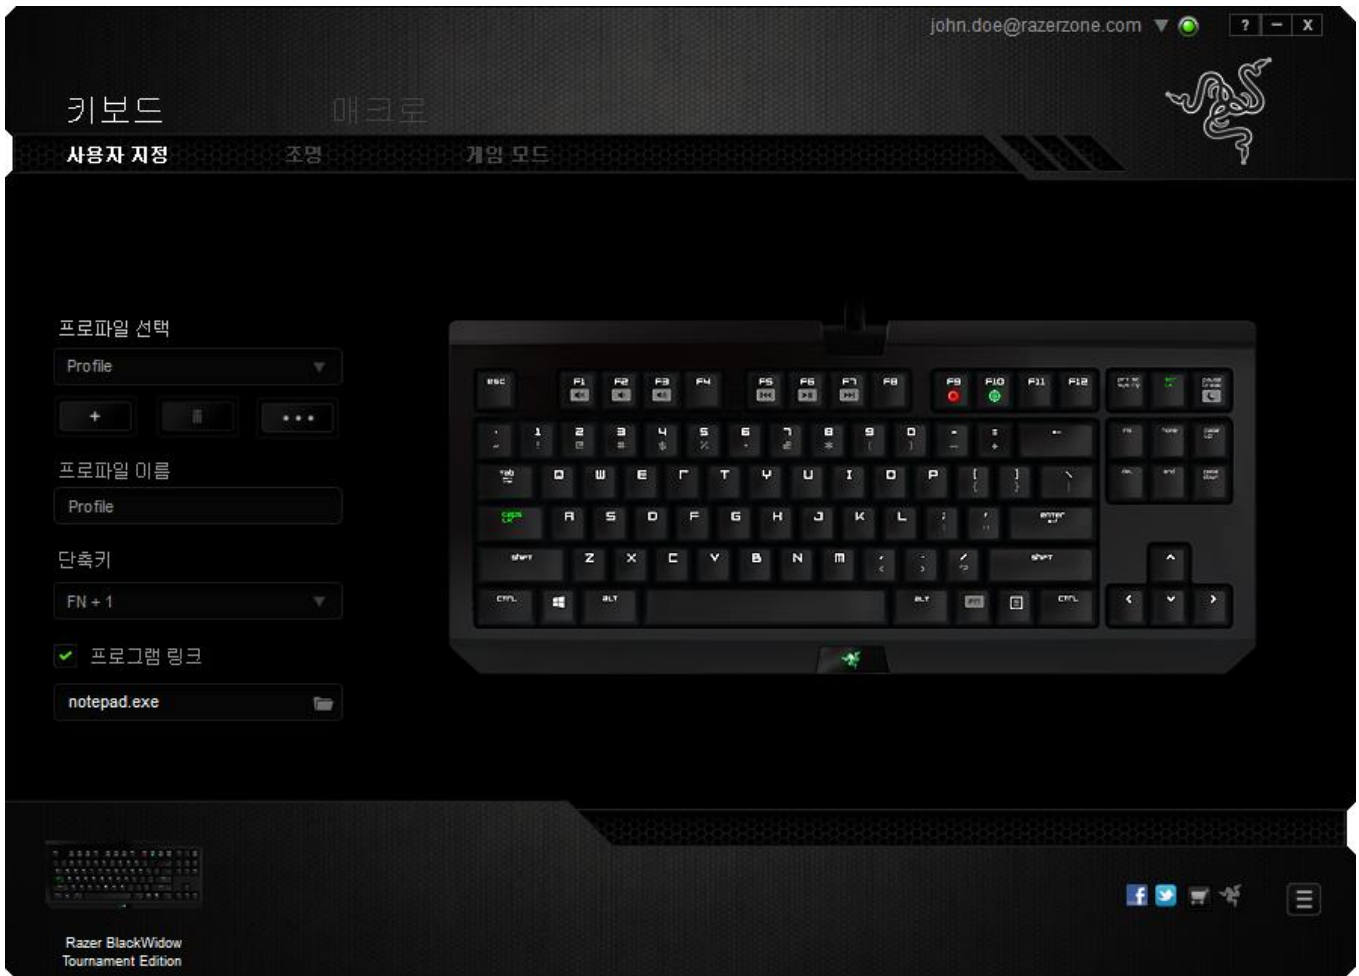 john.doe@razerzone.com
? – X
키보드 매크로
사용자 지정 조명 게임 모드
프로파일 선택
Profile
+ •••
프로파일 이름
Profile
단축키
FN + 1
프로그램 링크
notepad.exe
esc F1 F2 F3 F4 F5 F6 F7 F8 F9 F10 F11 F12
1 2 3 4 5 6 7 8 9 0
tab Q W E r T Y U I O P [ ] \
caps A S D F G H J K L enter
shift Z X C V B N M shift
CTRL ALT ALT FN CTRL
Razer BlackWidow
Tournament Edition